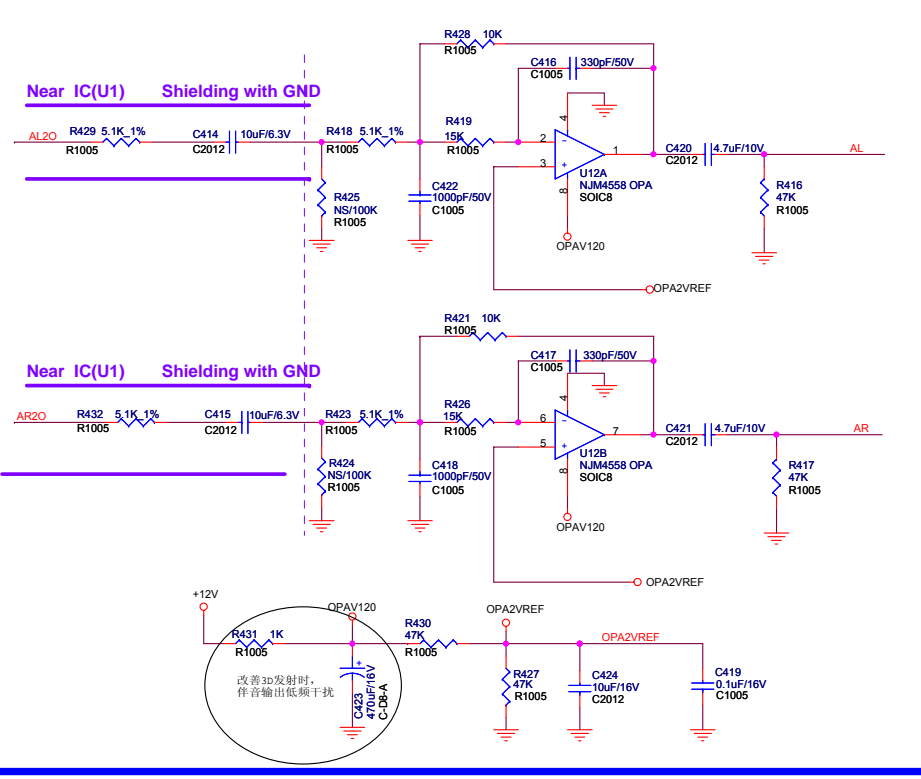 R428 10K
R1005
C416 330pF/50V
C1005
Near IC(U1) Shielding with GND
AL2O
R429 5.1K_1%
R1005
C414 10uF/6.3V
C2012
R418 5.1K_1%
R1005
R419
15K
R1005
4
2
3
1
8
U12A
NJM4558 OPA
SOIC8
C420 4.7uF/10V
C2012
AL
R425
NS/100K
R1005
C422
1000pF/50V
C1005
R416
47K
R1005
OPAV120
OPA2VREF
R421 10K
R1005
C417 330pF/50V
C1005
Near IC(U1) Shielding with GND
AR2O
R432 5.1K_1%
R1005
C415 10uF/6.3V
C2012
R423 5.1K_1%
R1005
R426
15K
R1005
4
6
5
7
8
U12B
NJM4558 OPA
SOIC8
C421 4.7uF/10V
C2012
AR
R424
NS/100K
R1005
C418
1000pF/50V
C1005
R417
47K
R1005
OPAV120
OPA2VREF
+12V
OPAV120
R431 1K
R1005
R430
47K
R1005
OPA2VREF
OPA2VREF
改善3D发射时，
伴音输出低频干扰
+
C423
470uF/16V
C-D8-A
R427
47K
R1005
C424
10uF/16V
C2012
C419
0.1uF/16V
C1005